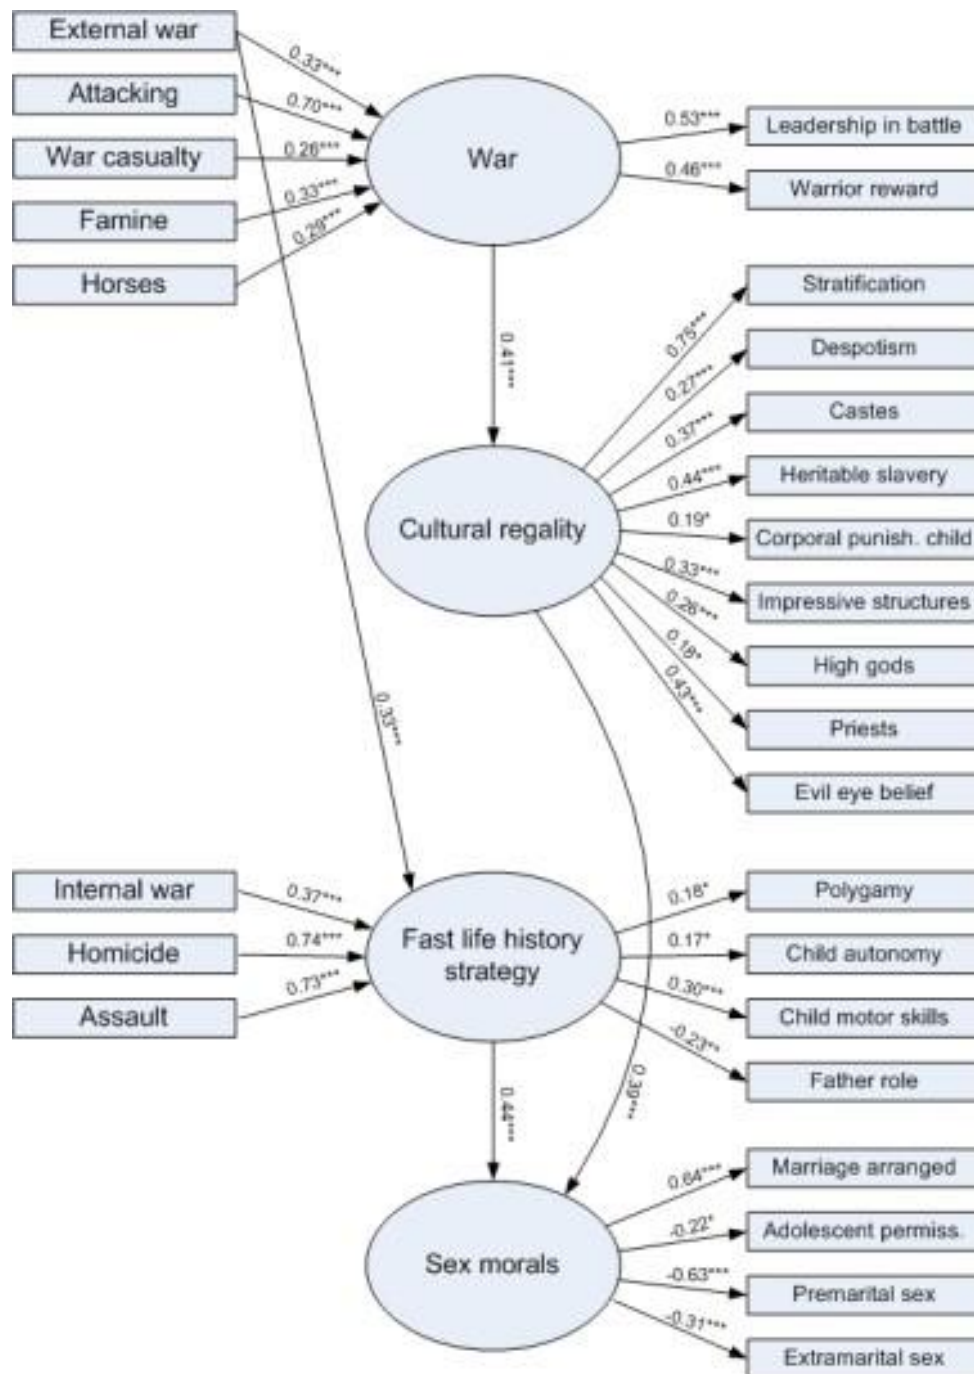 External war
Attacking
War casualty
Famine
Horses
0.33***
0.70***
0.26***
0.33***
0.29***
War
0.53***
0.46***
Leadership in battle
Warrior reward
0.41***
Cultural regality
0.75***
0.27***
0.37***
0.44***
0.19*
0.33***
0.26***
0.18*
0.43***
Stratification
Despotism
Castes
Heritable slavery
Corporal punish. child
Impressive structures
High gods
Priests
Evil eye belief
0.33***
Internal war
Homicide
Assault
0.37***
0.74***
0.73***
Fast life history
strategy
0.18*
0.17*
0.30***
-0.23**
Polygamy
Child autonomy
Child motor skills
Father role
0.44***
0.39***
Sex morals
0.64***
-0.22*
-0.63***
-0.31***
Marriage arranged
Adolescent permiss.
Premarital sex
Extramarital sex